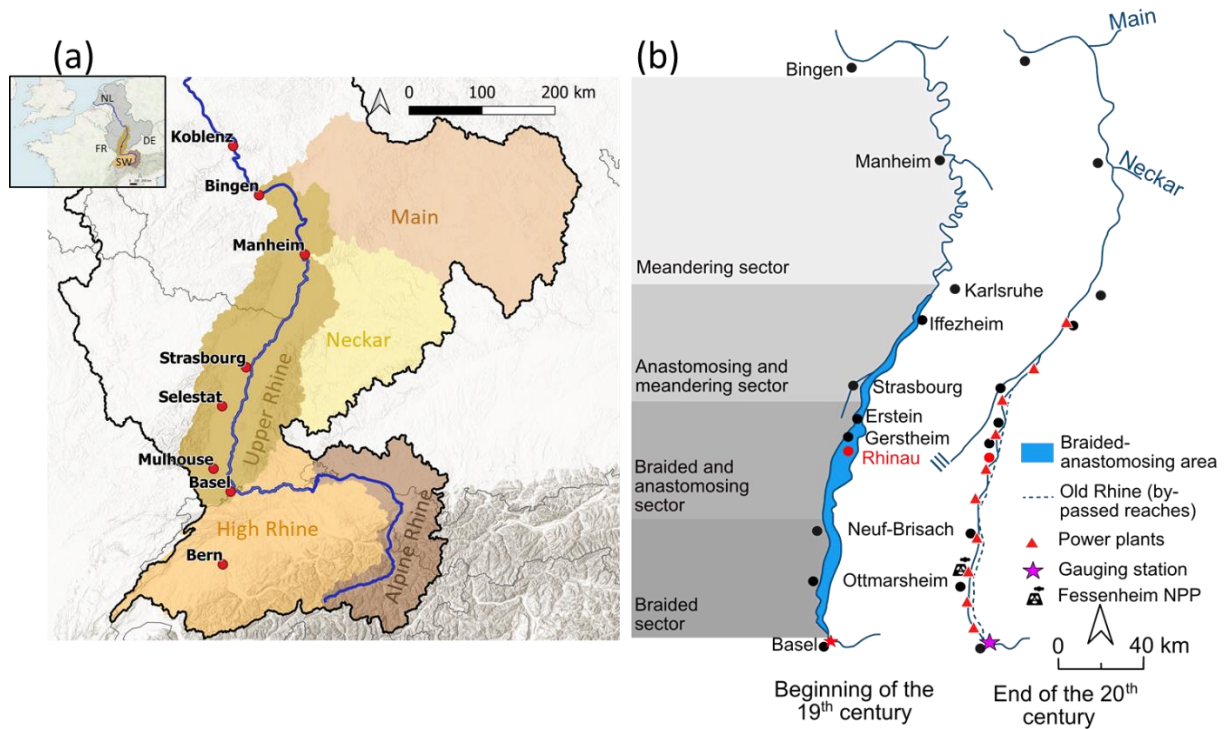 (a)
0 100 200 km
NL
DE
FR
SW
Koblenz
Bingen
Manheim
Main
Neckar
Strasbourg
Selestat
Upper Rhine
Mulhouse
Basel
High Rhine
Alpine Rhine
Bern
(b)
Main
Bingen
Manheim
Neckar
Meandering sector
Karlsruhe
Iffezheim
Anastomosing and
meandering sector
Strasbourg
Erstein
Gerstheim
Rhinau
Braided and
anastomosing
sector
Neuf-Brisach
Ottmarsheim
Braided
sector
Basel
Braided-
anastomosing area
Old Rhine (by-
passed reaches)
Power plants
Gauging station
Fessenheim NPP
0 40 km
Beginning of the
19th century
End of the 20th
century